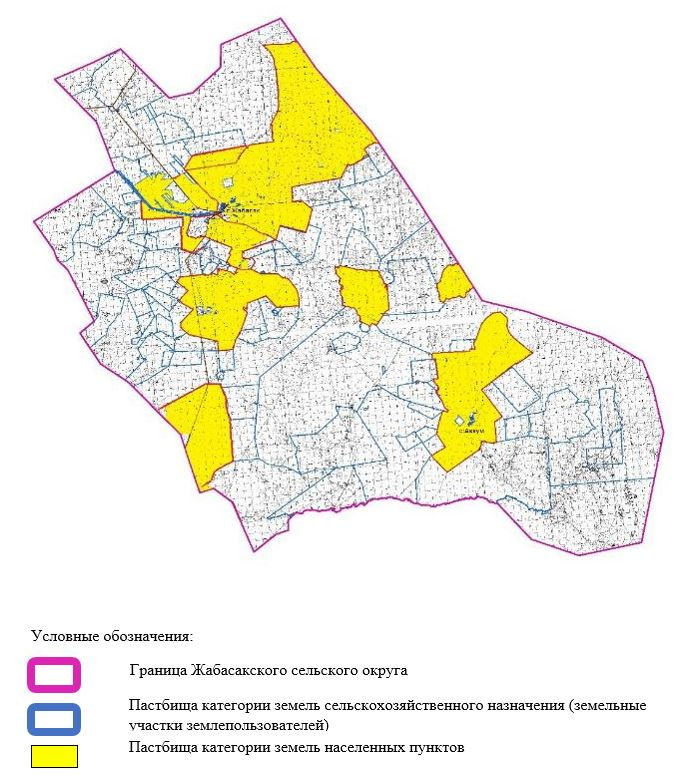 с.Аккум
Условные обозначения:
Граница Жабасакского сельского округа
Пастбища категории земель сельскохозяйственного назначения (земельные
участки землепользователей)
Пастбища категории земель населенных пунктов